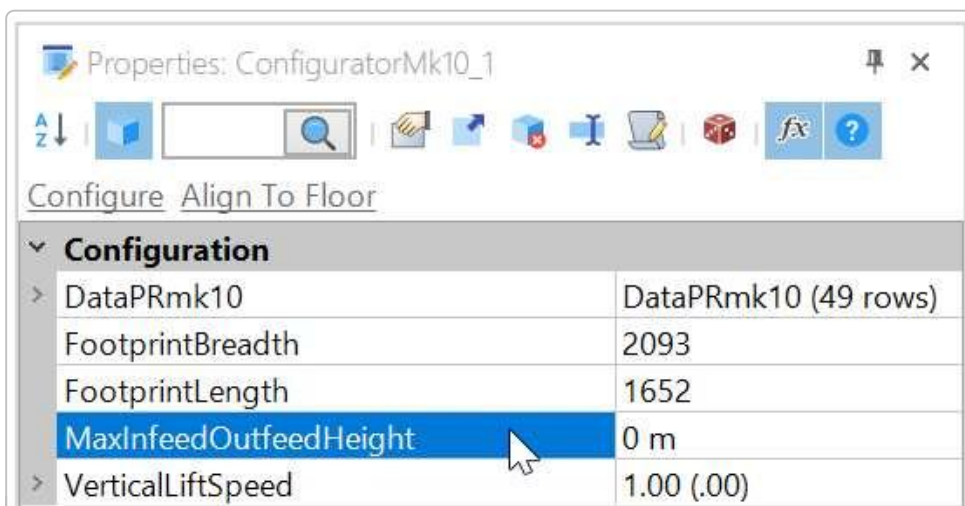 Properties: ConfiguratorMk10_1
A Z fx ?
Configure Align To Floor
Configuration
DataPRmk10 DataPRmk10 (49 rows)
FootprintBreadth 2093
FootprintLength 1652
MaxInfeedOutfeedHeight 0 m
VerticalLiftSpeed 1.00 (.00)